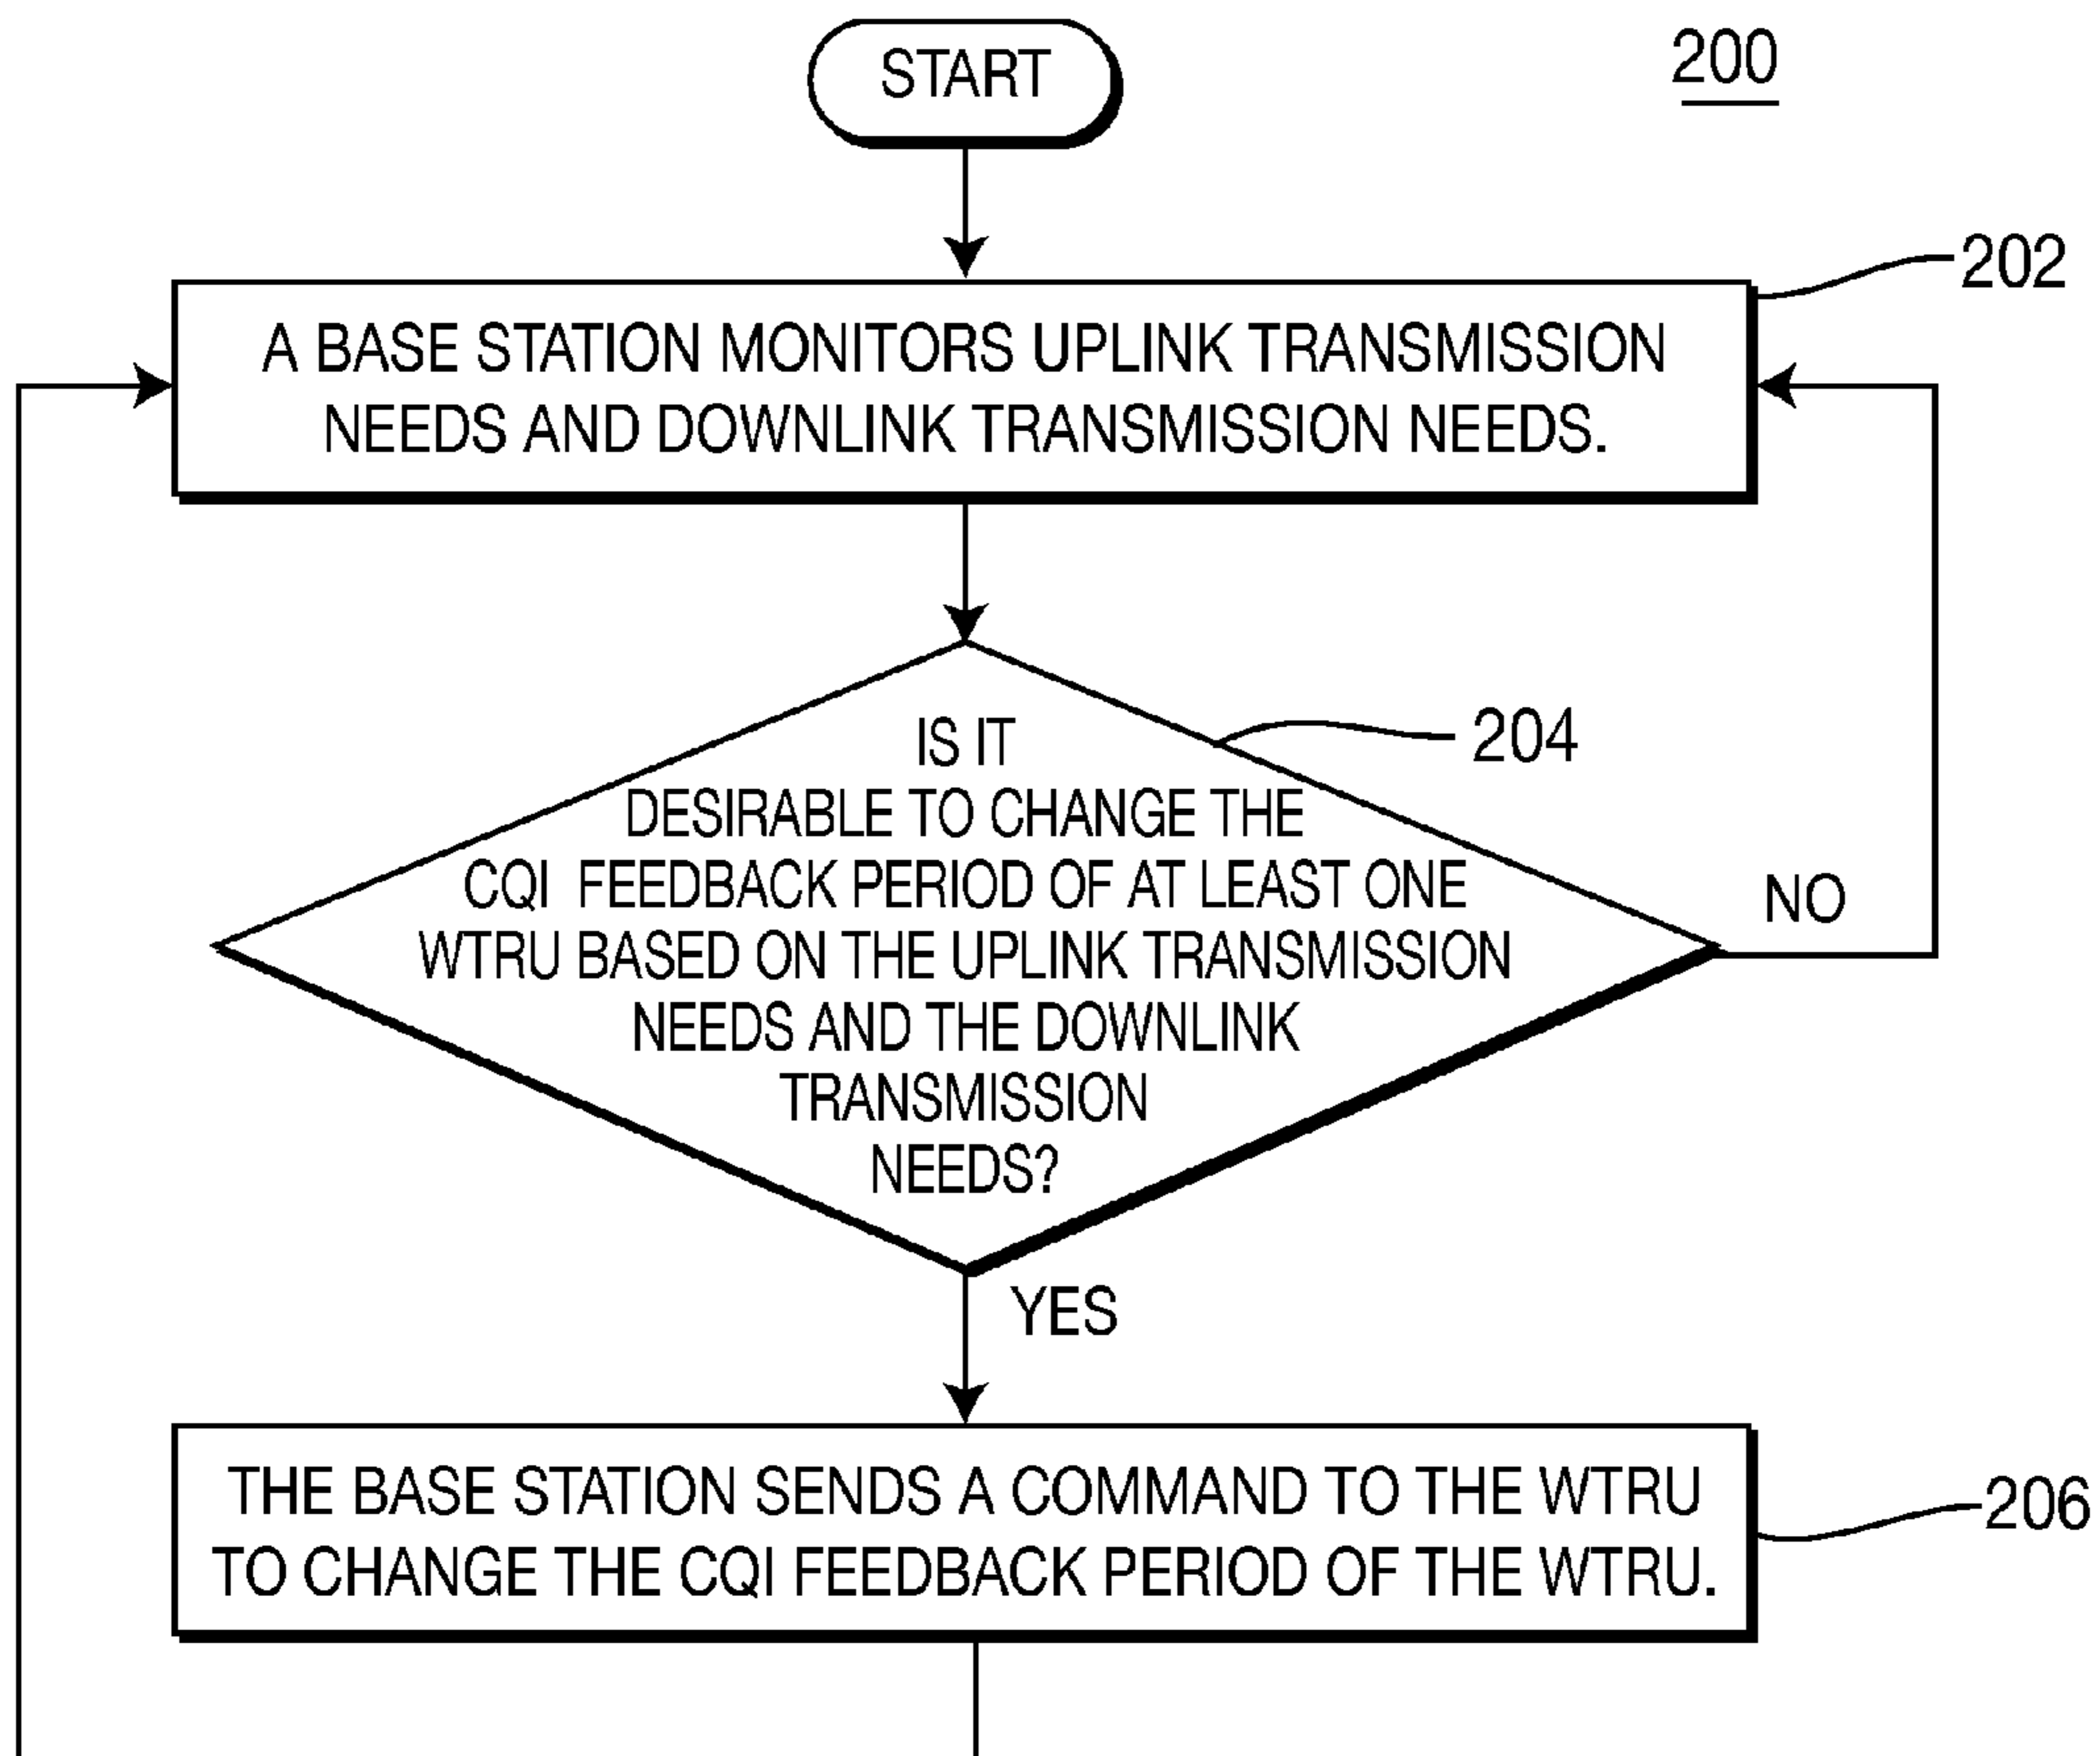 START
200
202
A BASE STATION MONITORS UPLINK TRANSMISSION
NEEDS AND DOWNLINK TRANSMISSION NEEDS.
204
IS IT
DESIRABLE TO CHANGE THE
CQI FEEDBACK PERIOD OF AT LEAST ONE
WTRU BASED ON THE UPLINK TRANSMISSION
NEEDS AND THE DOWNLINK
TRANSMISSION
NEEDS?
NO
YES
THE BASE STATION SENDS A COMMAND TO THE WTRU
TO CHANGE THE CQI FEEDBACK PERIOD OF THE WTRU.
206